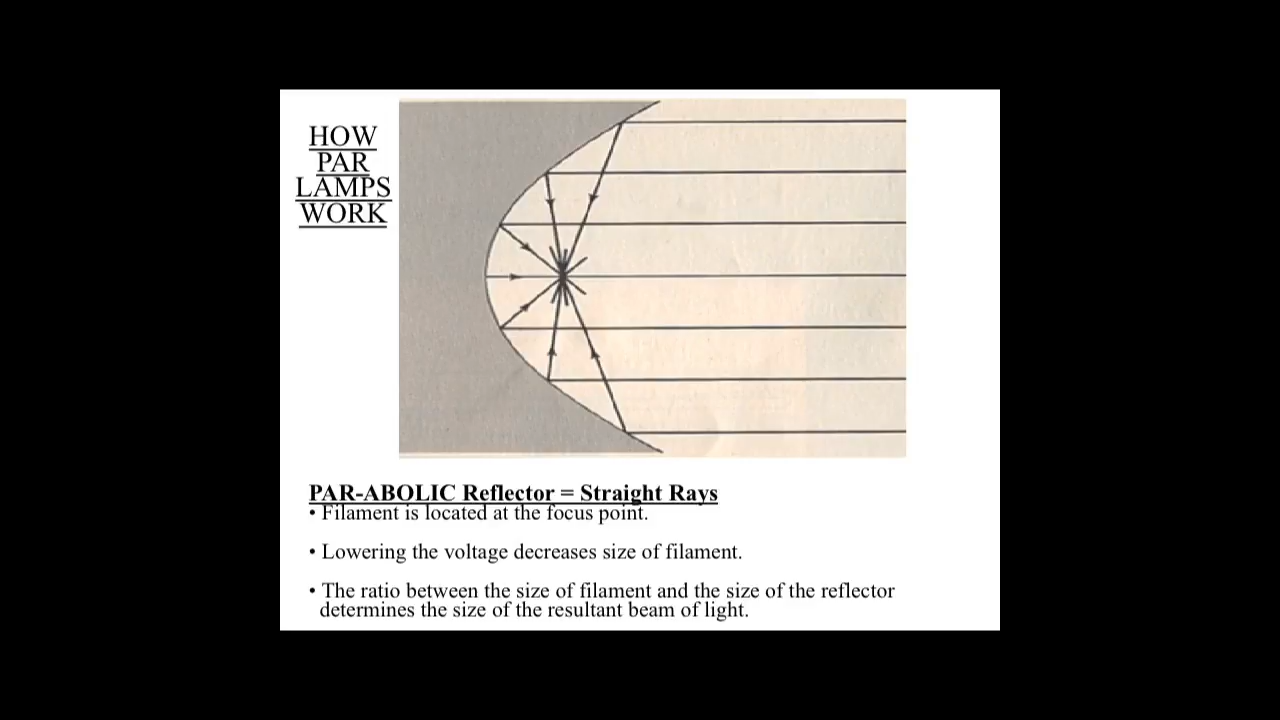 HOW
PAR
LAMPS
WORK
PAR-ABOLIC Reflector = Straight Rays
• Filament is located at the focus point.
• Lowering the voltage decreases size of filament.
• The ratio between the size of filament and the size of the reflector
determines the size of the resultant beam of light.